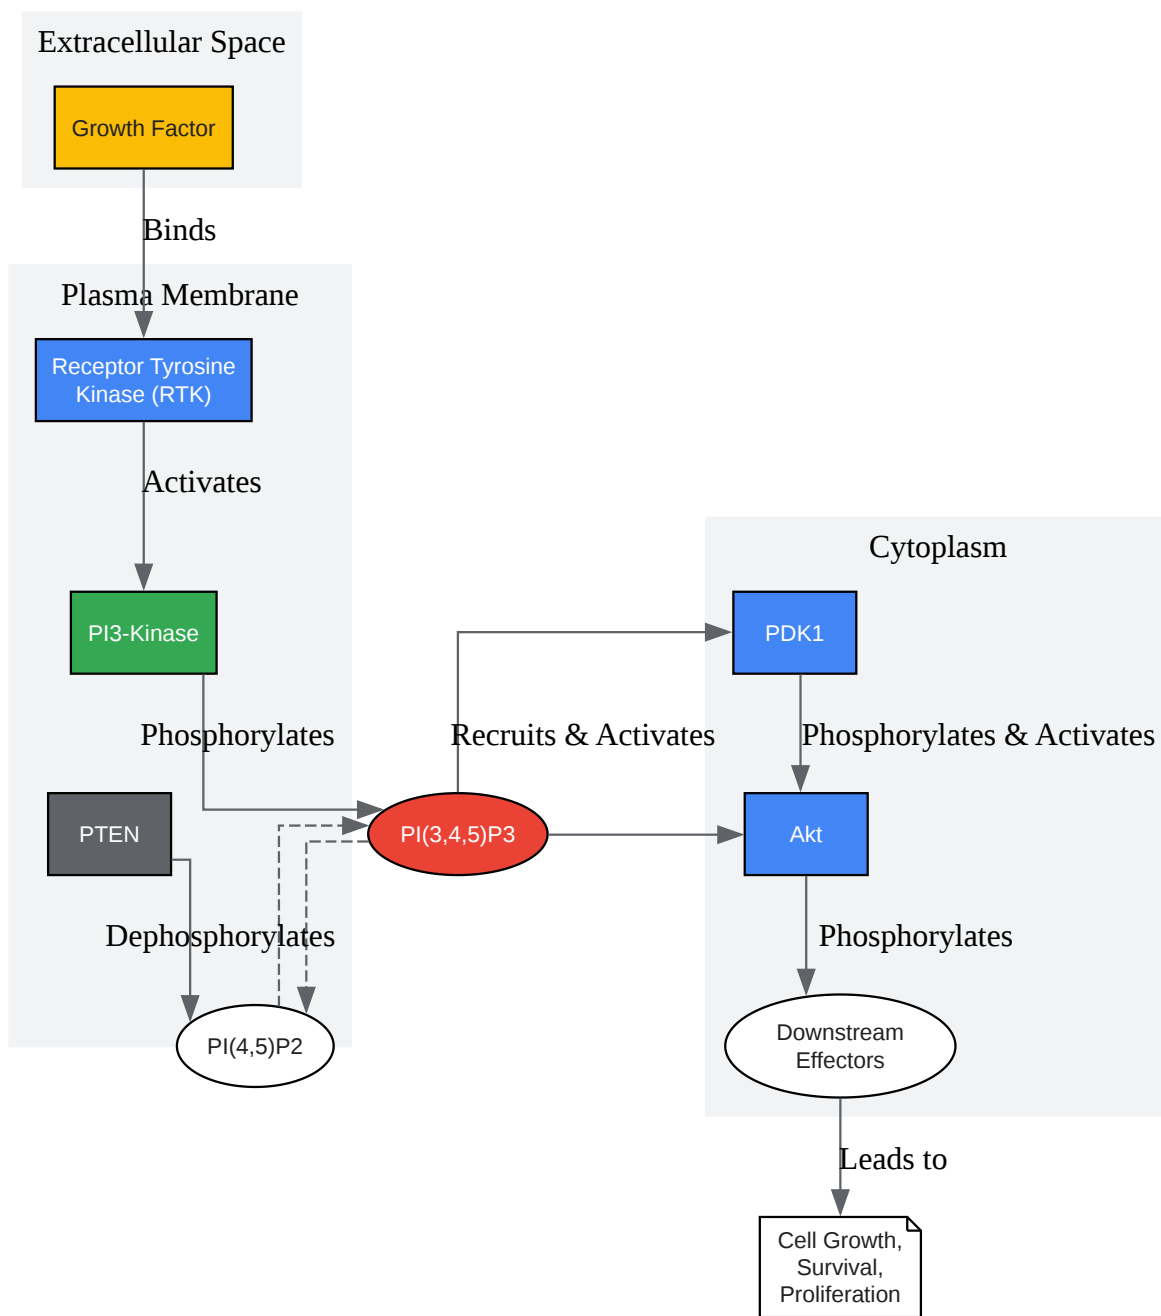 Extracellular Space
Growth Factor
Binds
Plasma Membrane
Receptor Tyrosine
Kinase (RTK)
Activates
Cytoplasm
PI3-Kinase
PDK1
Phosphorylates
Recruits & Activates
Phosphorylates & Activates
PTEN
PI(3,4,5)P3
Akt
Dephosphorylates
Phosphorylates
PI(4,5)P2
Downstream
Effectors
Leads to
Cell Growth,
Survival,
Proliferation